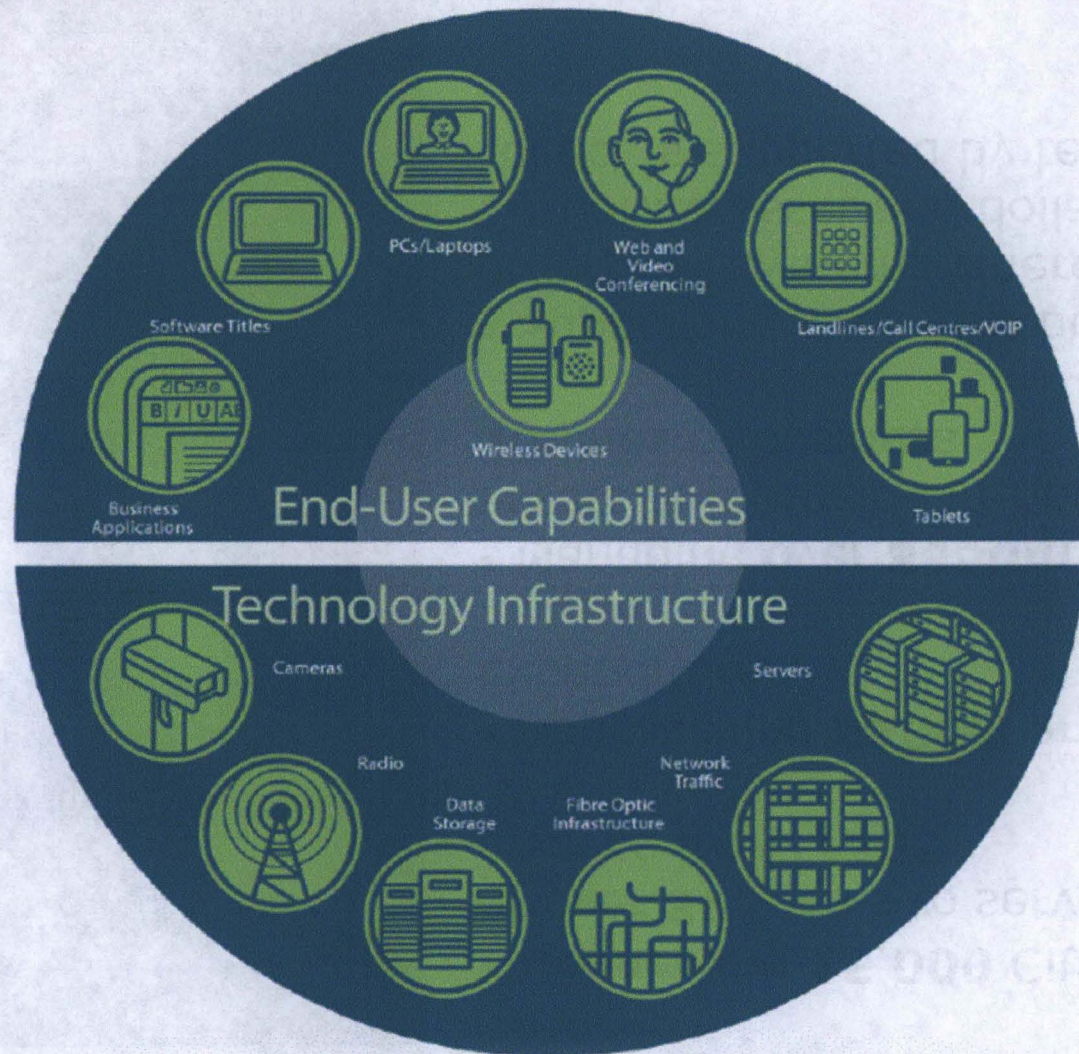 PCs/Laptops
Web and
Video
Conferencing
Software Titles
Landlines/Call Centres/VOIP
B I U AB
Wireless Devices
Business
Applications
End-User Capabilities
Tablets
Technology Infrastructure
Cameras
Servers
Radio
Network
Traffic
Data
Storage
Fibre Optic
Infrastructure